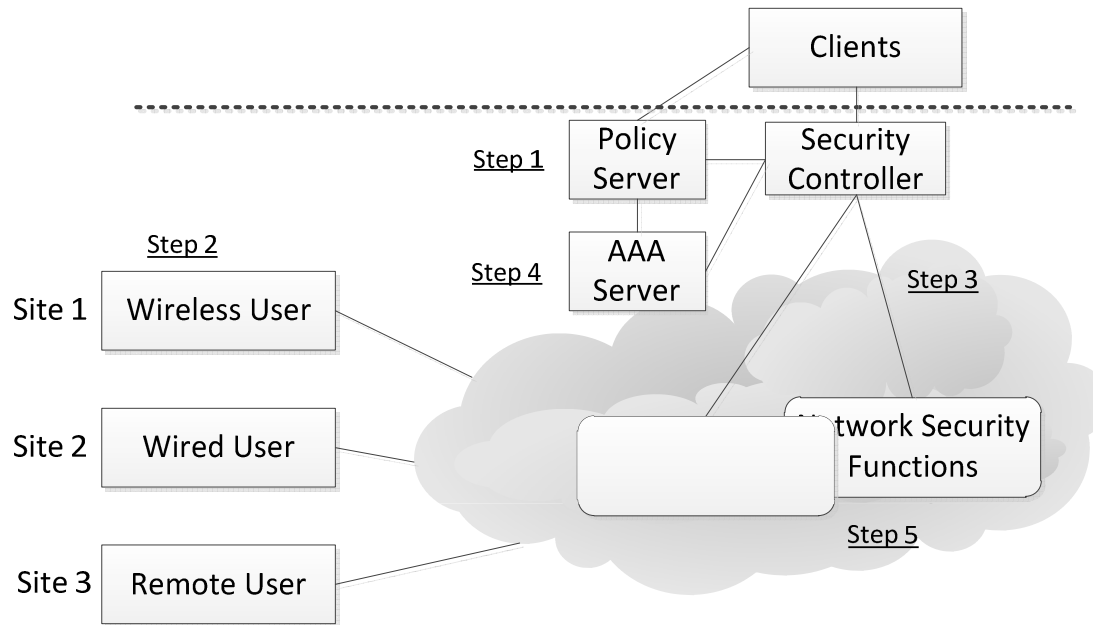 Clients
Policy
Server
Security
Controller
Step 1
AAA
Server
Step 4
Step 2
Step 3
Site 1
Wireless User
Site 2
Wired User
Security
Functions
Step 5
Site 3
Remote User